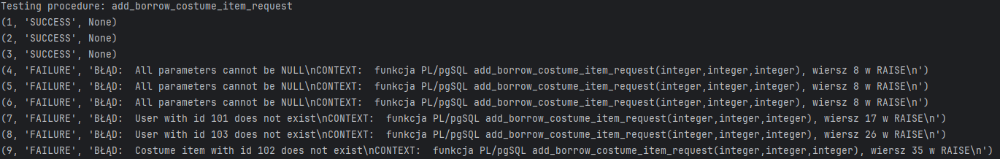 Testing procedure: add_borrow_costume_item_request
(1, 'SUCCESS', None)
(2, 'SUCCESS', None)
(3, 'SUCCESS', None)
(4, 'FAILURE', 'BŁĄD:  All parameters cannot be NULL\nCONTEXT:  funkcja PL/pgSQL add_borrow_costume_item_request(integer,integer,integer), wiersz 8 w RAISE\n')
(5, 'FAILURE', 'BŁĄD:  All parameters cannot be NULL\nCONTEXT:  funkcja PL/pgSQL add_borrow_costume_item_request(integer,integer,integer), wiersz 8 w RAISE\n')
(6, 'FAILURE', 'BŁĄD:  All parameters cannot be NULL\nCONTEXT:  funkcja PL/pgSQL add_borrow_costume_item_request(integer,integer,integer), wiersz 8 w RAISE\n')
(7, 'FAILURE', 'BŁĄD:  User with id 101 does not exist\nCONTEXT:  funkcja PL/pgSQL add_borrow_costume_item_request(integer,integer,integer), wiersz 17 w RAISE\n')
(8, 'FAILURE', 'BŁĄD:  User with id 103 does not exist\nCONTEXT:  funkcja PL/pgSQL add_borrow_costume_item_request(integer,integer,integer), wiersz 26 w RAISE\n')
(9, 'FAILURE', 'BŁĄD:  Costume item with id 102 does not exist\nCONTEXT:  funkcja PL/pgSQL add_borrow_costume_item_request(integer,integer,integer), wiersz 35 w RAISE\n')